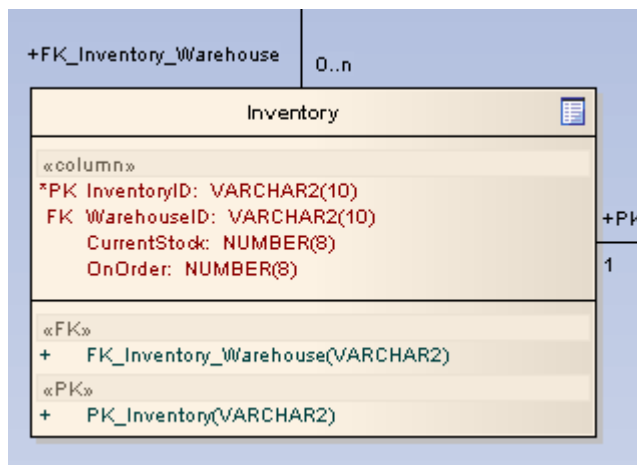 +FK_Inventory_Warehouse
0..n
Inventory
«column»
*PK InventoryID: VARCHAR2(10)
FK WarehouseID: VARCHAR2(10)
CurrentStock: NUMBER(8)
OnOrder: NUMBER(8)
+PK
1
«FK»
+ FK_Inventory_Warehouse(VARCHAR2)
«PK»
+ PK_Inventory(VARCHAR2)